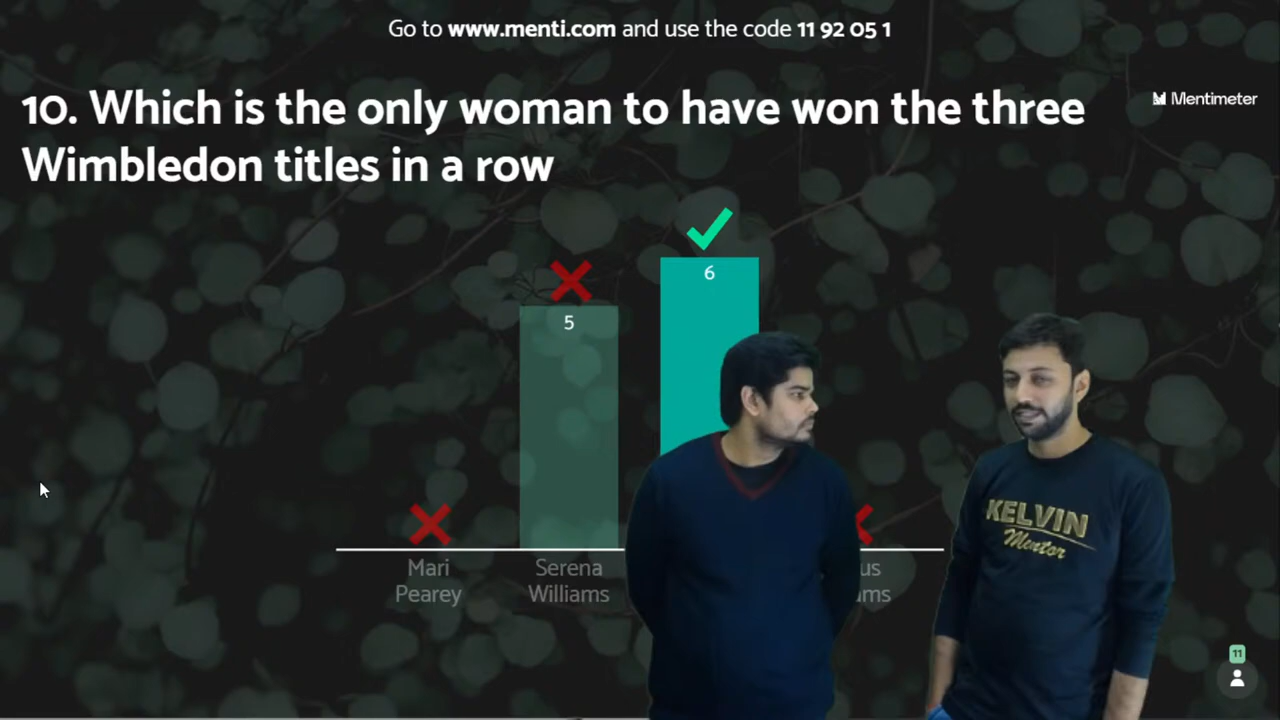 Go to www.menti.com and use the code 11 92 05 1
10. Which is the only woman to have won the three
Wimbledon titles in a row
Mentimeter
6
5
KELVIN
Mentor
Mari
Pearey
Serena
Williams
us
ms
11